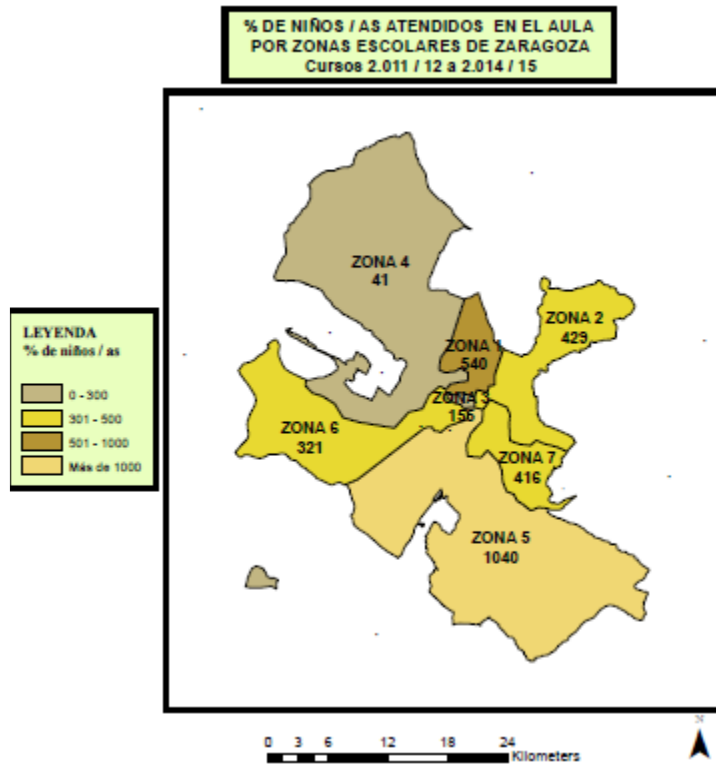 % DE NIÑOS / AS ATENDIDOS EN EL AULA
POR ZONAS ESCOLARES DE ZARAGOZA
Cursos 2.011 / 12 a 2.014 / 15
ZONA 4
41
ZONA 2
429
ZONA 1
540
ZONA 3
156
ZONA 6
321
ZONA 7
416
ZONA 5
1040
LEYENDA
% de niños / as
0 - 300
301 - 500
501 - 1000
Más de 1000
N
0 3 6 12 18 24
Kilometers